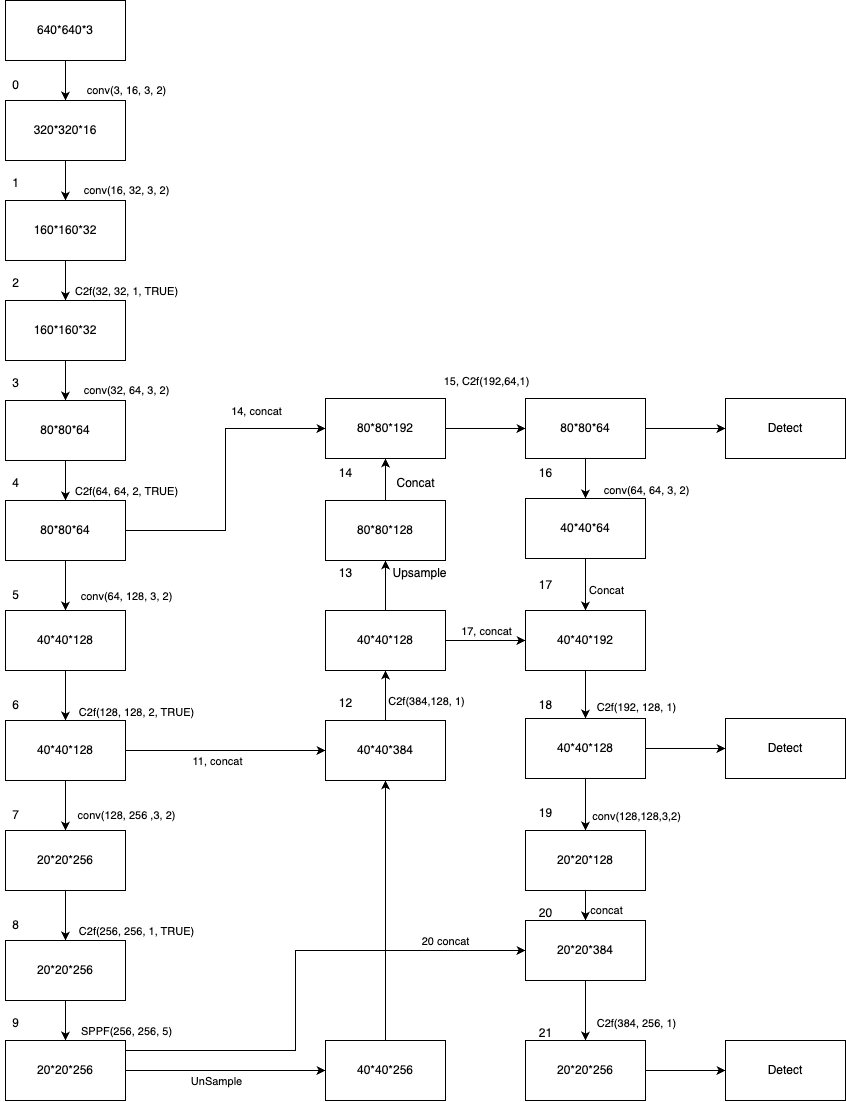 640*640*3
0
conv(3, 16, 3, 2)
320*320*16
1
conv(16, 32, 3, 2)
160*160*32
2
C2f(32, 32, 1, TRUE)
160*160*32
3
conv(32, 64, 3, 2)
80*80*64
4
C2f(64, 64, 2, TRUE)
80*80*64
5
conv(64, 128, 3, 2)
40*40*128
6
C2f(128, 128, 2, TRUE)
40*40*128
7
conv(128, 256 ,3, 2)
20*20*256
8
C2f(256, 256, 1, TRUE)
20*20*256
9
SPPF(256, 256, 5)
20*20*256
UnSample
40*40*256
11, concat
40*40*384
12
C2f(384,128, 1)
40*40*128
13
Upsample
80*80*128
14
Concat
14, concat
80*80*192
15, C2f(192,64,1)
80*80*64
Detect
16
conv(64, 64, 3, 2)
40*40*64
17
Concat
17, concat
40*40*192
18
C2f(192, 128, 1)
40*40*128
Detect
19
conv(128,128,3,2)
20*20*128
20
concat
20 concat
20*20*384
21
C2f(384, 256, 1)
20*20*256
Detect